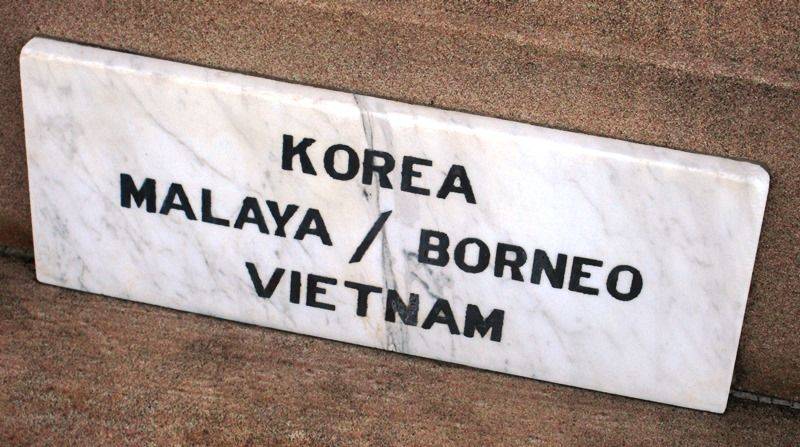 KOREA
MALAYA / BORNEO
VIETNAM